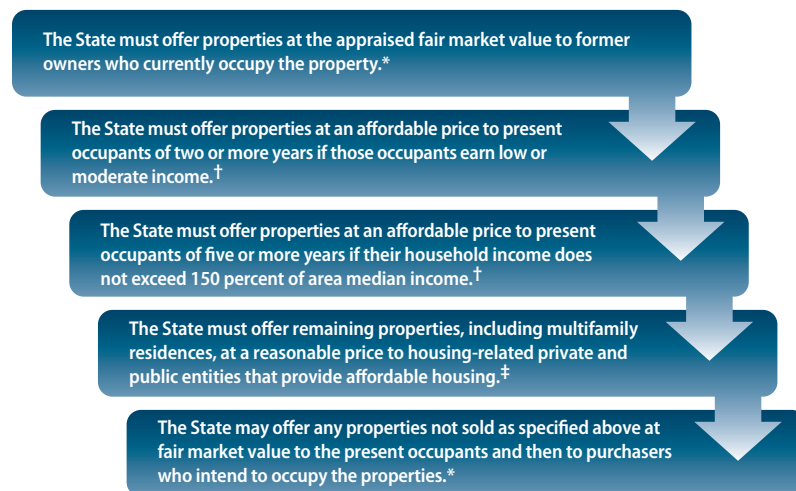 The State must offer properties at the appraised fair market value to former
owners who currently occupy the property.*
The State must offer properties at an affordable price to present
occupants of two or more years if those occupants earn low or
moderate income.†
The State must offer properties at an affordable price to present
occupants of five or more years if their household income does
not exceed 150 percent of area median income.†
The State must offer remaining properties, including multifamily
residences, at a reasonable price to housing-related private and
public entities that provide affordable housing.‡
The State may offer any properties not sold as specified above at
fair market value to the present occupants and then to purchasers
who intend to occupy the properties.*